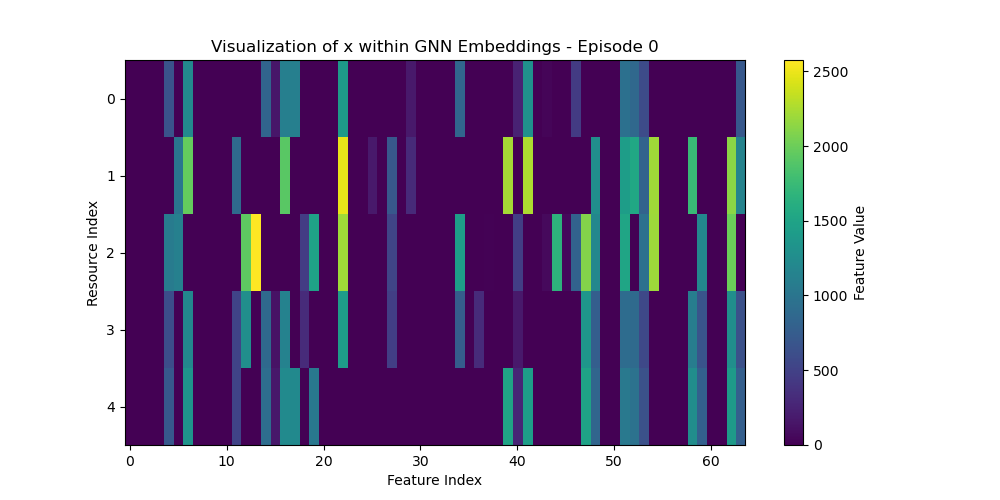 Visualization of x within GNN Embeddings - Episode 0
Resource Index
0
1
2
3
4
0 10 20 30 40 50 60
Feature Index
2500
2000
1500
1000
500
0
Feature Value